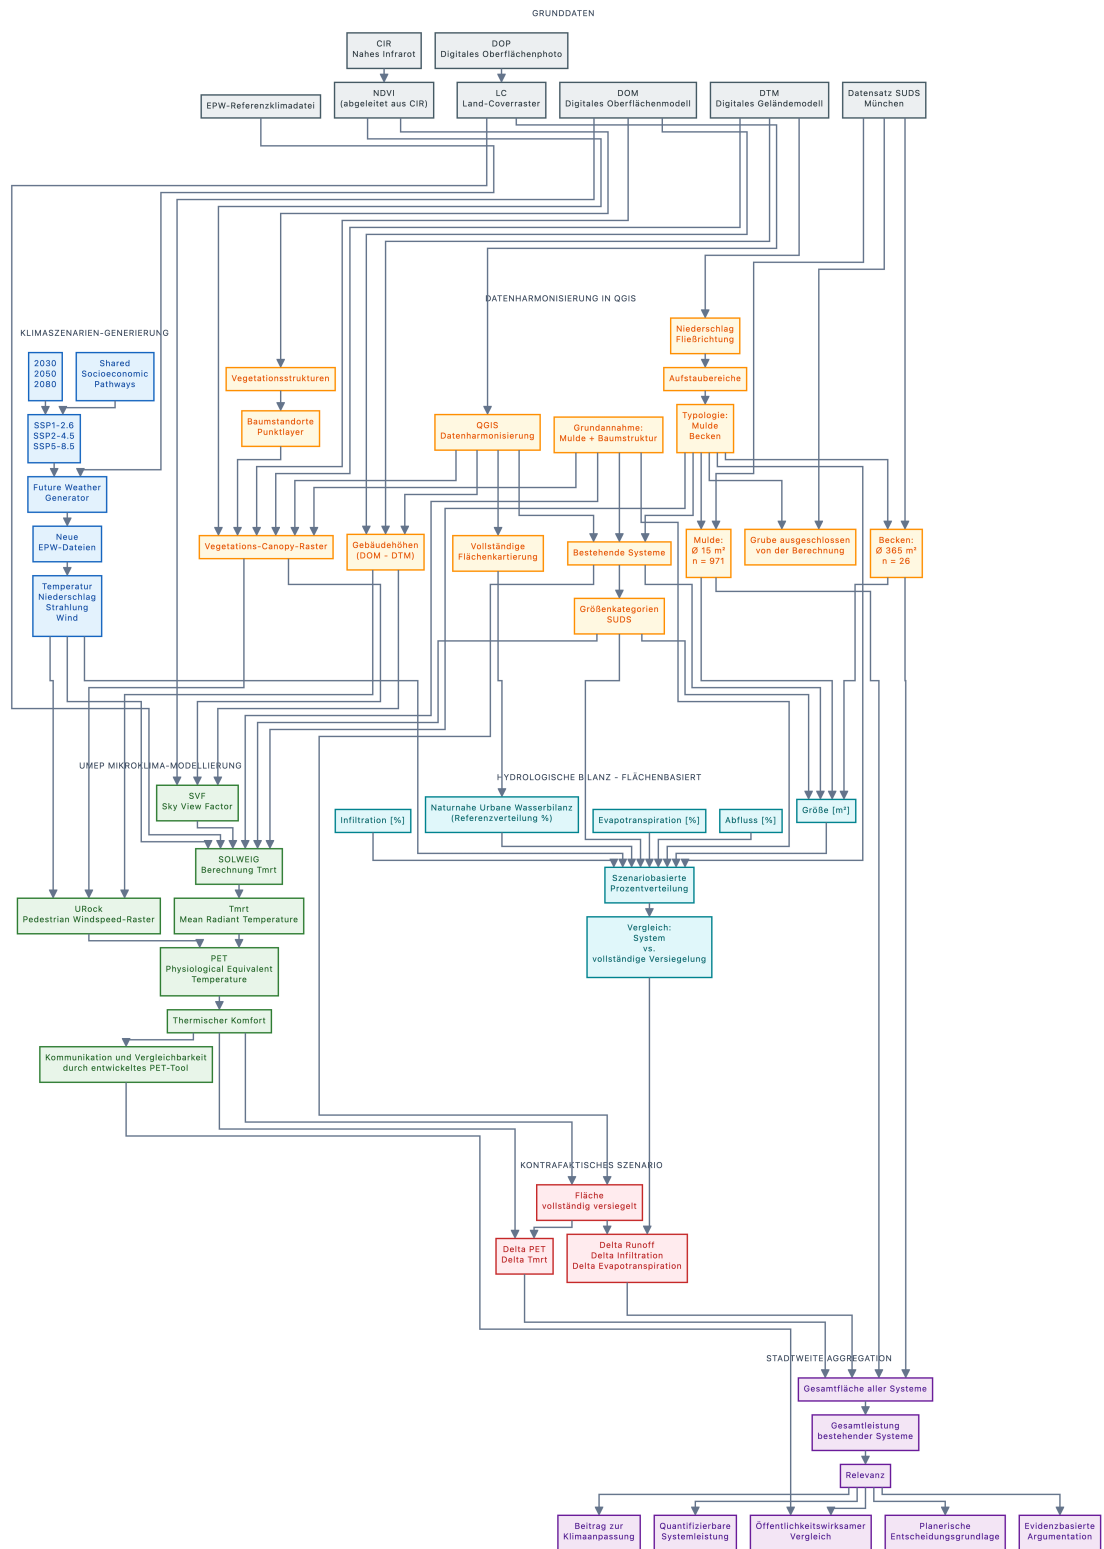 GRUNDDATEN
CIR
Nahes Infrarot
DOP
Digitales Oberflächenphoto
EPW-Referenzklimadatei
NDVI
(abgeleitet aus CIR)
LC
Land-Coverraster
DOM
Digitales Oberflächenmodell
DTM
Digitales Geländemodell
Datensatz SUDS
München
DATENHARMONISIERUNG IN QGIS
KLIMASZENARIEN-GENERIERUNG
Niederschlag
Fließrichtung
2030
2050
2080
Shared
Socioeconomic
Pathways
Vegetationsstrukturen
Aufstaubereiche
SSP1-2.6
SSP2-4.5
SSP5-8.5
Baumstandorte
Punktlayer
QGIS
Datenharmonisierung
Grundannahme:
Mulde + Baumstruktur
Typologie:
Mulde
Becken
Future Weather
Generator
Neue
EPW-Dateien
Vegetations-Canopy-Raster
Gebäudehöhen
(DOM - DTM)
Vollständige
Flächenkartierung
Bestehende Systeme
Mulde:
Ø 15 m²
n = 971
Grube ausgeschlossen
von der Berechnung
Becken:
Ø 365 m²
n = 26
Temperatur
Niederschlag
Strahlung
Wind
Größenkategorien
SUDS
UMEP MIKROKLIMA-MODELLIERUNG
HYDROLOGISCHE BILANZ - FLÄCHENBASIERT
SVF
Sky View Factor
Infiltration [%]
Naturnahe Urbane Wasserbilanz
(Referenzverteilung %)
Evapotranspiration [%]
Abfluss [%]
Größe [m²]
SOLWEIG
Berechnung Tmrt
Szenariobasierte
Prozentverteilung
URock
Pedestrian Windspeed-Raster
Tmrt
Mean Radiant Temperature
Vergleich:
System
vs.
vollständige Versiegelung
PET
Physiological Equivalent
Temperature
Thermischer Komfort
Kommunikation und Vergleichbarkeit
durch entwickeltes PET-Tool
KONTRAFAKTISCHES SZENARIO
Fläche
vollständig versiegelt
Delta PET
Delta Tmrt
Delta Runoff
Delta Infiltration
Delta Evapotranspiration
STADTWEITE AGGREGATION
Gesamtfläche aller Systeme
Gesamtleistung
bestehender Systeme
Relevanz
Beitrag zur
Klimaanpassung
Quantifizierbare
Systemleistung
Öffentlichkeitswirksamer
Vergleich
Planerische
Entscheidungsgrundlage
Evidenzbasierte
Argumentation